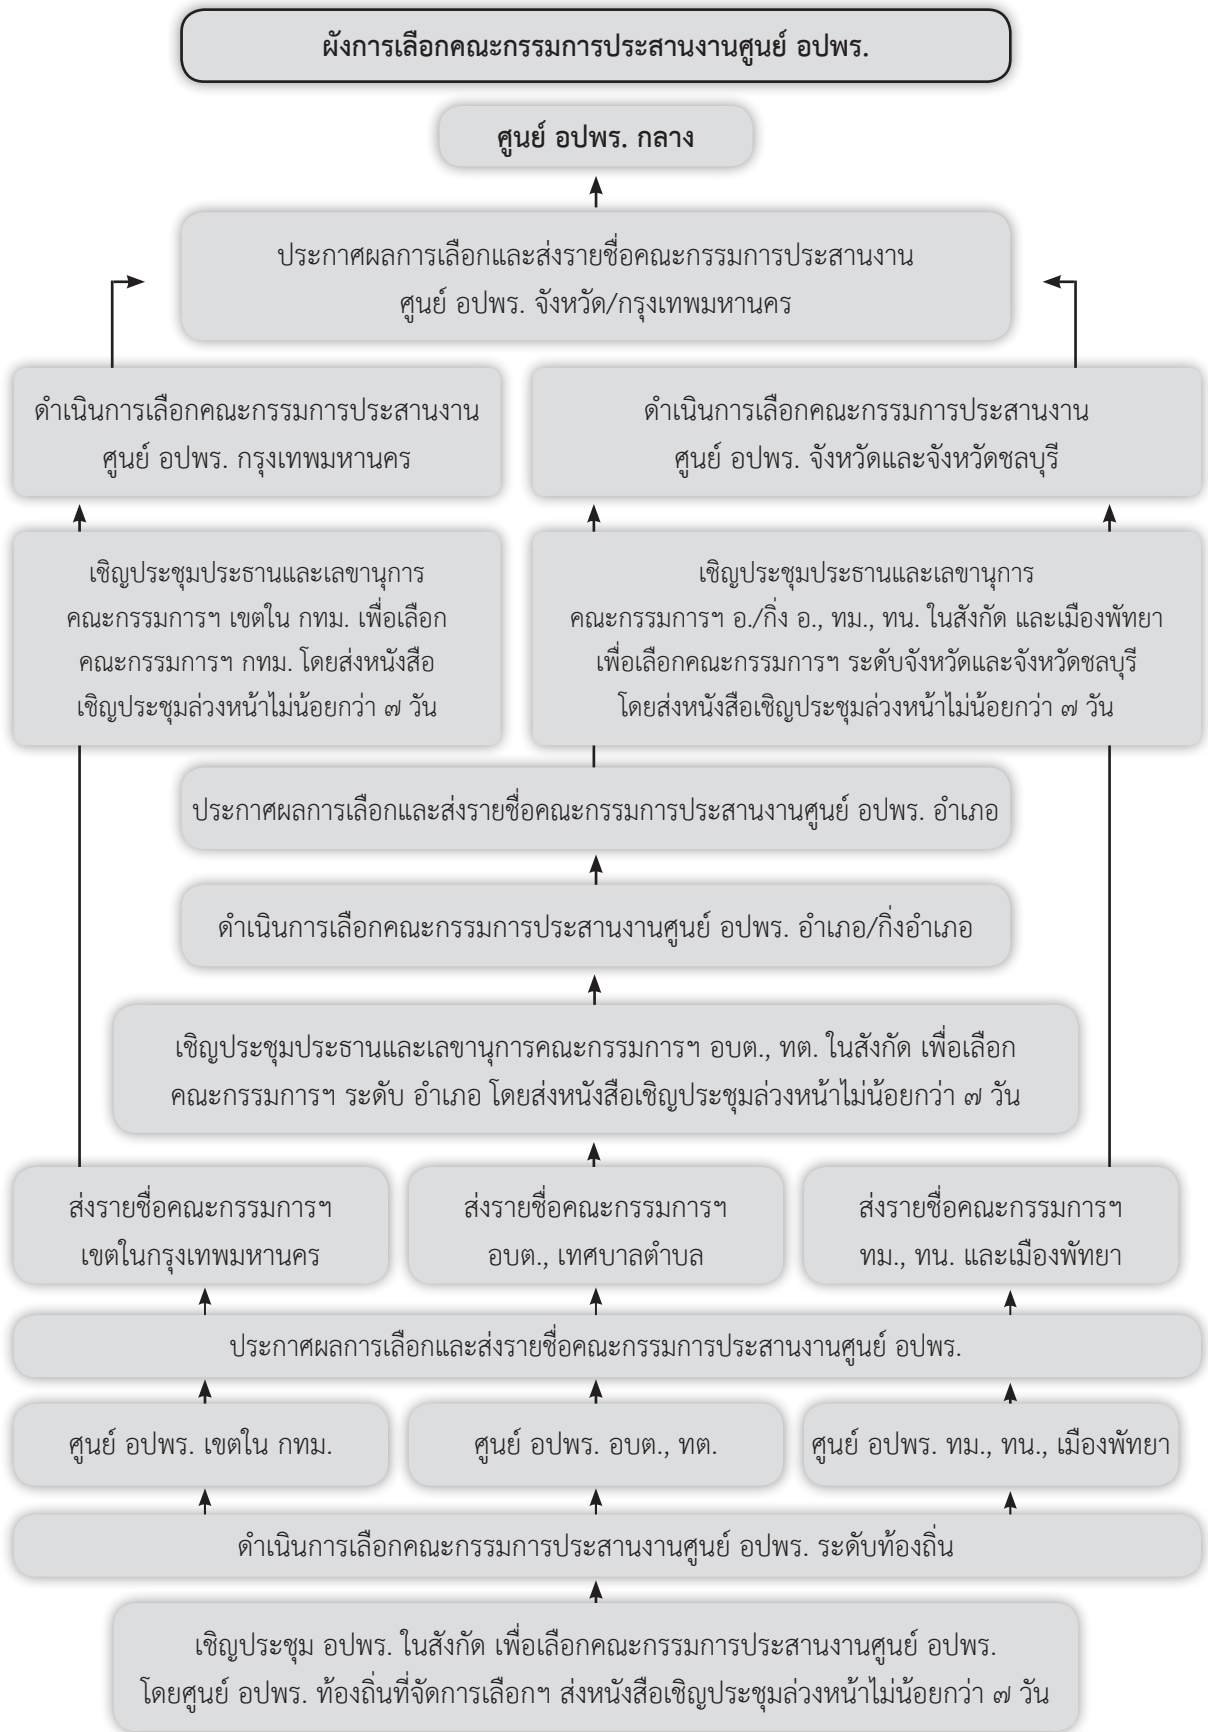 ผังการเลือกคณะกรรมการประสานงานศูนย์ อปพร.
ศูนย์ อปพร. กลาง
ประกาศผลการเลือกและส่งรายชื่อคณะกรรมการประสานงาน
ศูนย์ อปพร. จังหวัด/กรุงเทพมหานคร
ดำเนินการเลือกคณะกรรมการประสานงาน
ศูนย์ อปพร. กรุงเทพมหานคร
ดำเนินการเลือกคณะกรรมการประสานงาน
ศูนย์ อปพร. จังหวัดและจังหวัดชลบุรี
เชิญประชุมประธานและเลขานุการ
คณะกรรมการฯ เขตใน กทม. เพื่อเลือก
คณะกรรมการฯ กทม. โดยส่งหนังสือ
เชิญประชุมล่วงหน้าไม่น้อยกว่า ๗ วัน
เชิญประชุมประธานและเลขานุการ
คณะกรรมการฯ อ./กิ่ง อ., ทม., ทน. ในสังกัด และเมืองพัทยา
เพื่อเลือกคณะกรรมการฯ ระดับจังหวัดและจังหวัดชลบุรี
โดยส่งหนังสือเชิญประชุมล่วงหน้าไม่น้อยกว่า ๗ วัน
ประกาศผลการเลือกและส่งรายชื่อคณะกรรมการประสานงานศูนย์ อปพร. อำเภอ
ดำเนินการเลือกคณะกรรมการประสานงานศูนย์ อปพร. อำเภอ/กิ่งอำเภอ
เชิญประชุมประธานและเลขานุการคณะกรรมการฯ อบต., ทต. ในสังกัด เพื่อเลือก
คณะกรรมการฯ ระดับ อำเภอ โดยส่งหนังสือเชิญประชุมล่วงหน้าไม่น้อยกว่า ๗ วัน
ส่งรายชื่อคณะกรรมการฯ
เขตในกรุงเทพมหานคร
ส่งรายชื่อคณะกรรมการฯ
อบต., เทศบาลตำบล
ส่งรายชื่อคณะกรรมการฯ
ทม., ทน. และเมืองพัทยา
ประกาศผลการเลือกและส่งรายชื่อคณะกรรมการประสานงานศูนย์ อปพร.
ศูนย์ อปพร. เขตใน กทม.
ศูนย์ อปพร. อบต., ทต.
ศูนย์ อปพร. ทม., ทน., เมืองพัทยา
ดำเนินการเลือกคณะกรรมการประสานงานศูนย์ อปพร. ระดับท้องถิ่น
เชิญประชุม อปพร. ในสังกัด เพื่อเลือกคณะกรรมการประสานงานศูนย์ อปพร.
โดยศูนย์ อปพร. ท้องถิ่นที่จัดการเลือกฯ ส่งหนังสือเชิญประชุมล่วงหน้าไม่น้อยกว่า ๗ วัน